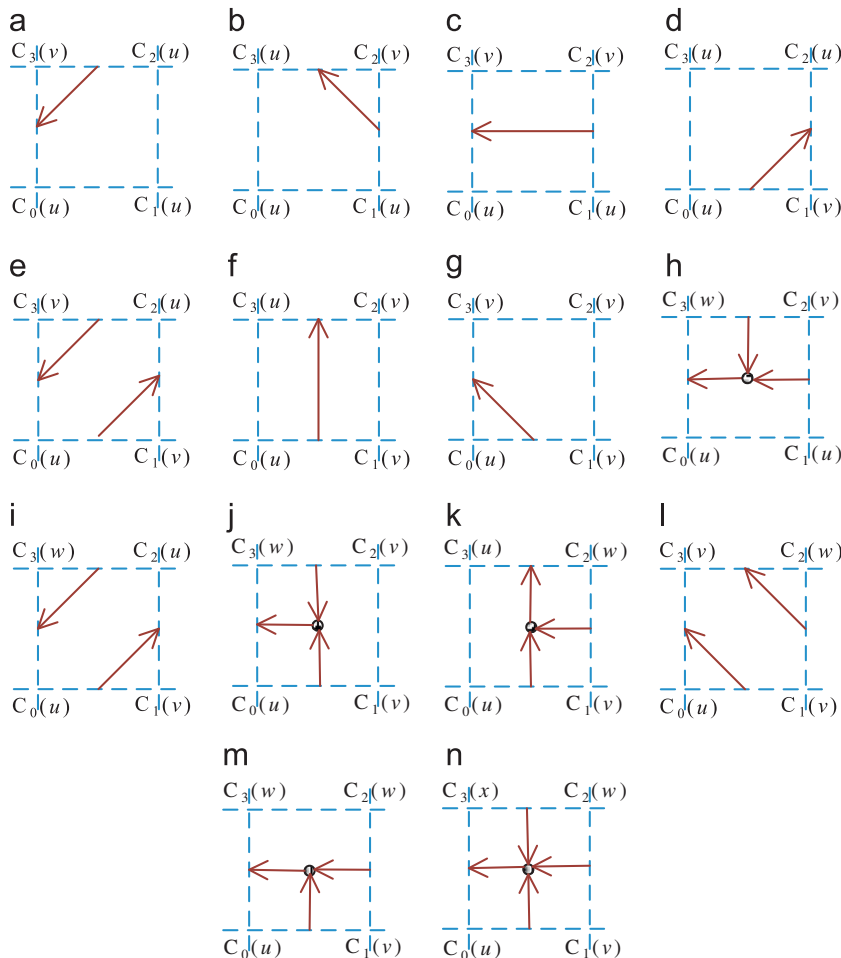 a b c d
C3(v) C2(u) C3(u) C2(v) C3(v) C2(v) C3(u) C2(u)
C0(u) C1(u) C0(u) C1(u) C0(u) C1(u) C0(u) C1(v)
e f g h
C3(v) C2(u) C3(u) C2(v) C3(v) C2(v) C3(w) C2(v)
C0(u) C1(v) C0(u) C1(v) C0(u) C1(v) C0(u) C1(u)
i j k l
C3(w) C2(u) C3(w) C2(v) C3(u) C2(w) C3(v) C2(w)
C0(u) C1(v) C0(u) C1(v) C0(u) C1(v) C0(u) C1(v)
m n
C3(w) C2(w) C3(x) C2(w)
C0(u) C1(v) C0(u) C1(v)